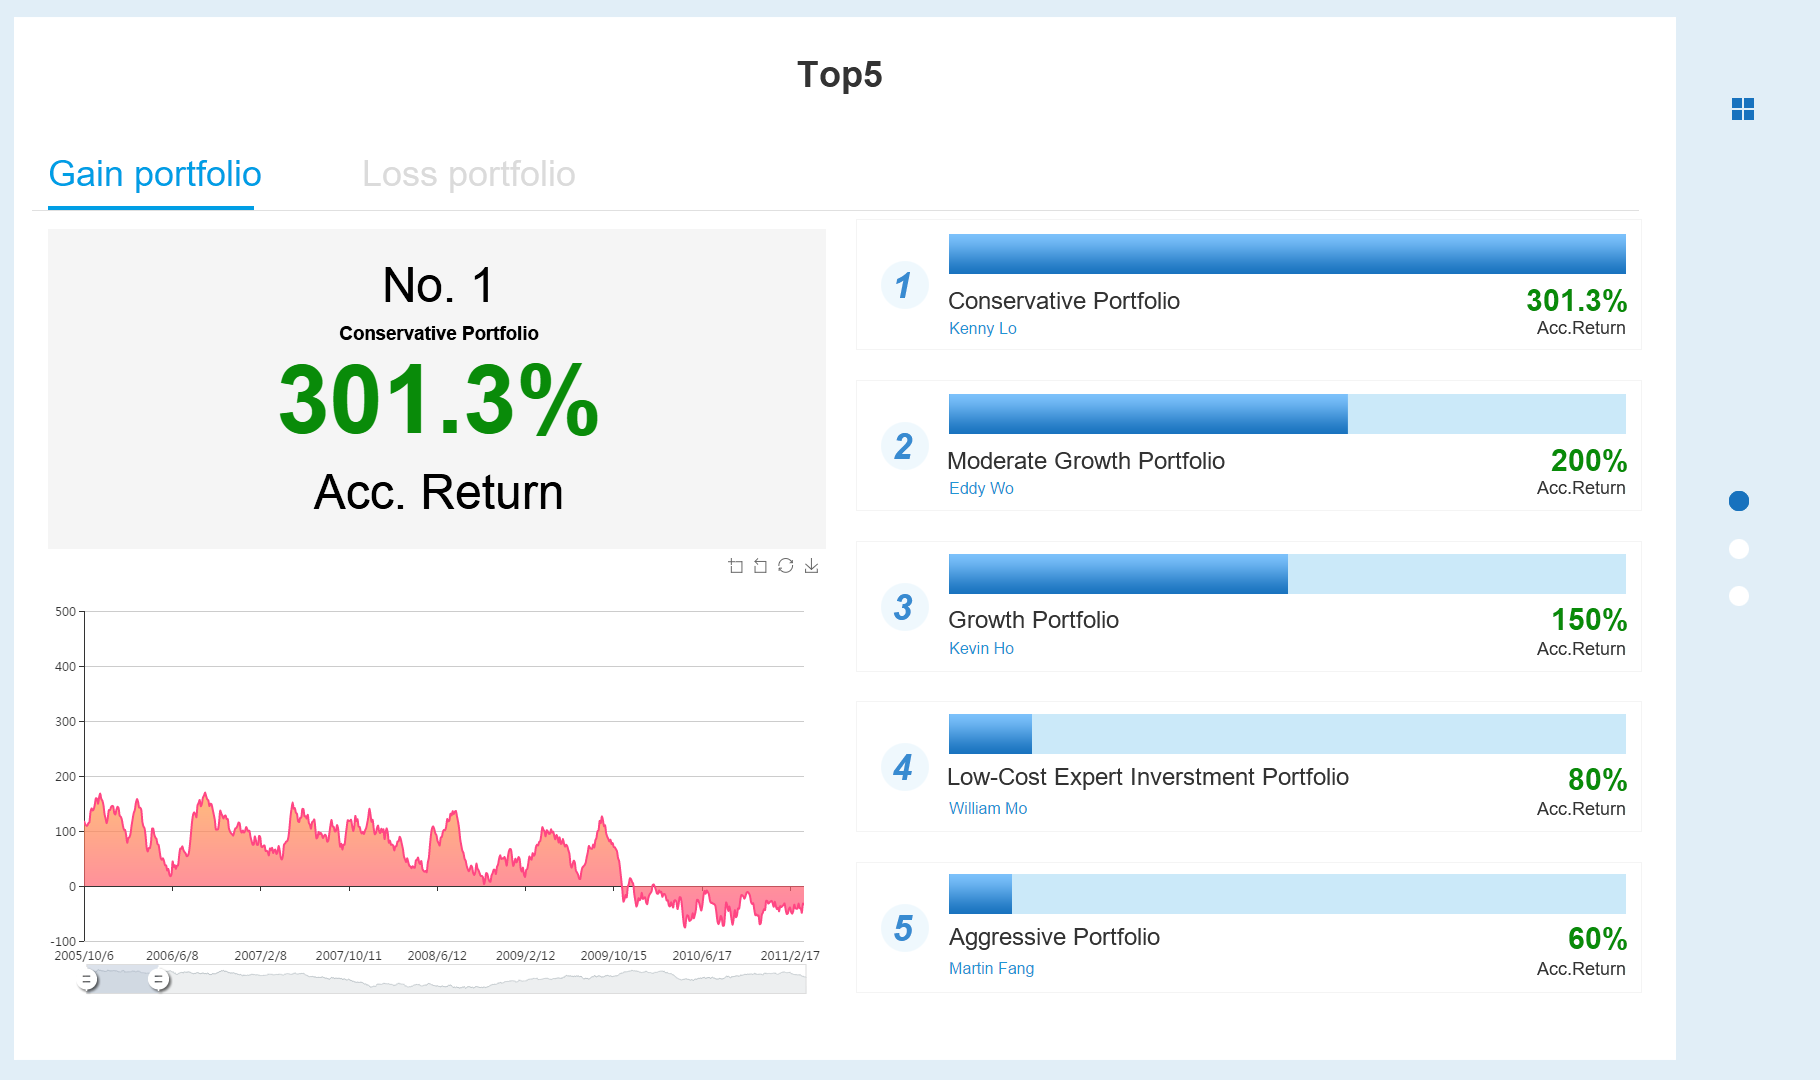 Top5
Gain portfolio
Loss portfolio
No. 1
Conservative Portfolio
301.3%
Acc. Return
500
400
300
200
100
0
-100
2005/10/6 2006/6/8 2007/2/8 2007/10/11 2008/6/12 2009/2/12 2009/10/15 2010/6/17 2011/2/17
1
Conservative Portfolio 301.3%
Kenny Lo Acc.Return
2
Moderate Growth Portfolio 200%
Eddy Wo Acc.Return
3
Growth Portfolio 150%
Kevin Ho Acc.Return
4
Low-Cost Expert Inverstment Portfolio 80%
William Mo Acc.Return
5
Aggressive Portfolio 60%
Martin Fang Acc.Return